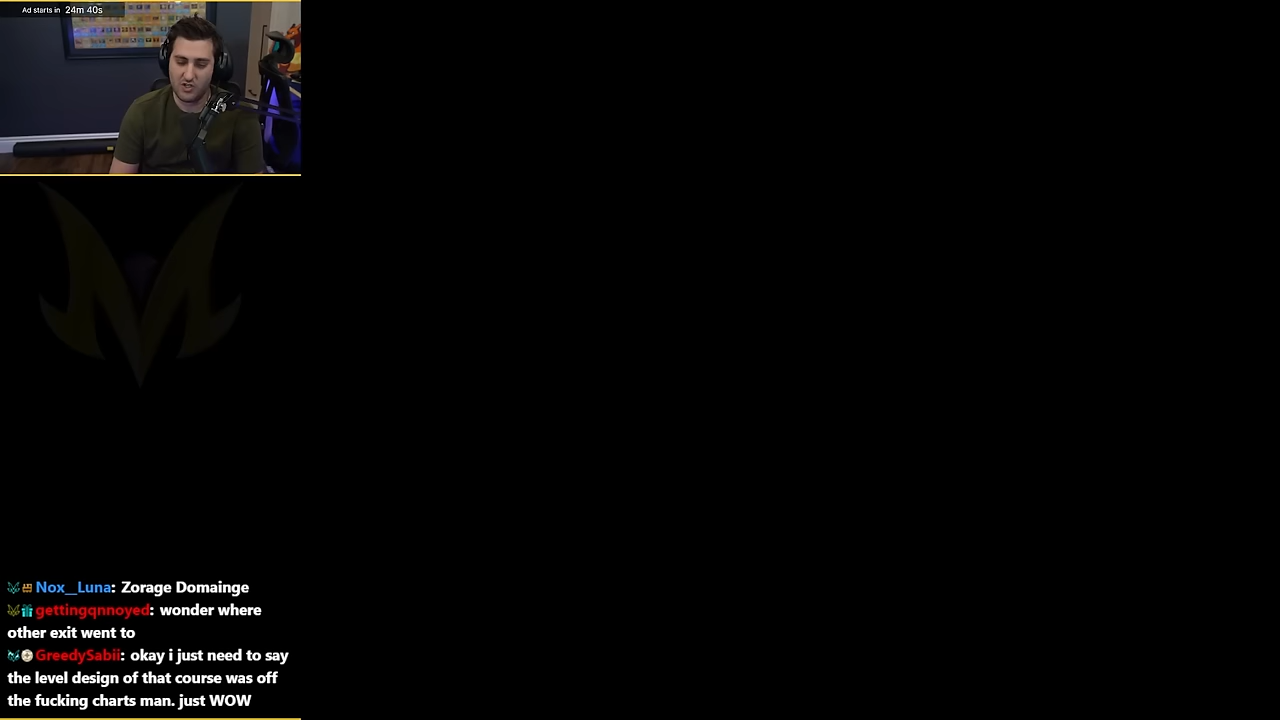 Ad starts in 24m 40s
Nox__Luna: Zorage Domainge
gettingqnnoyed: wonder where
other exit went to
GreedySabii: okay i just need to say
the level design of that course was off
the fucking charts man. just WOW